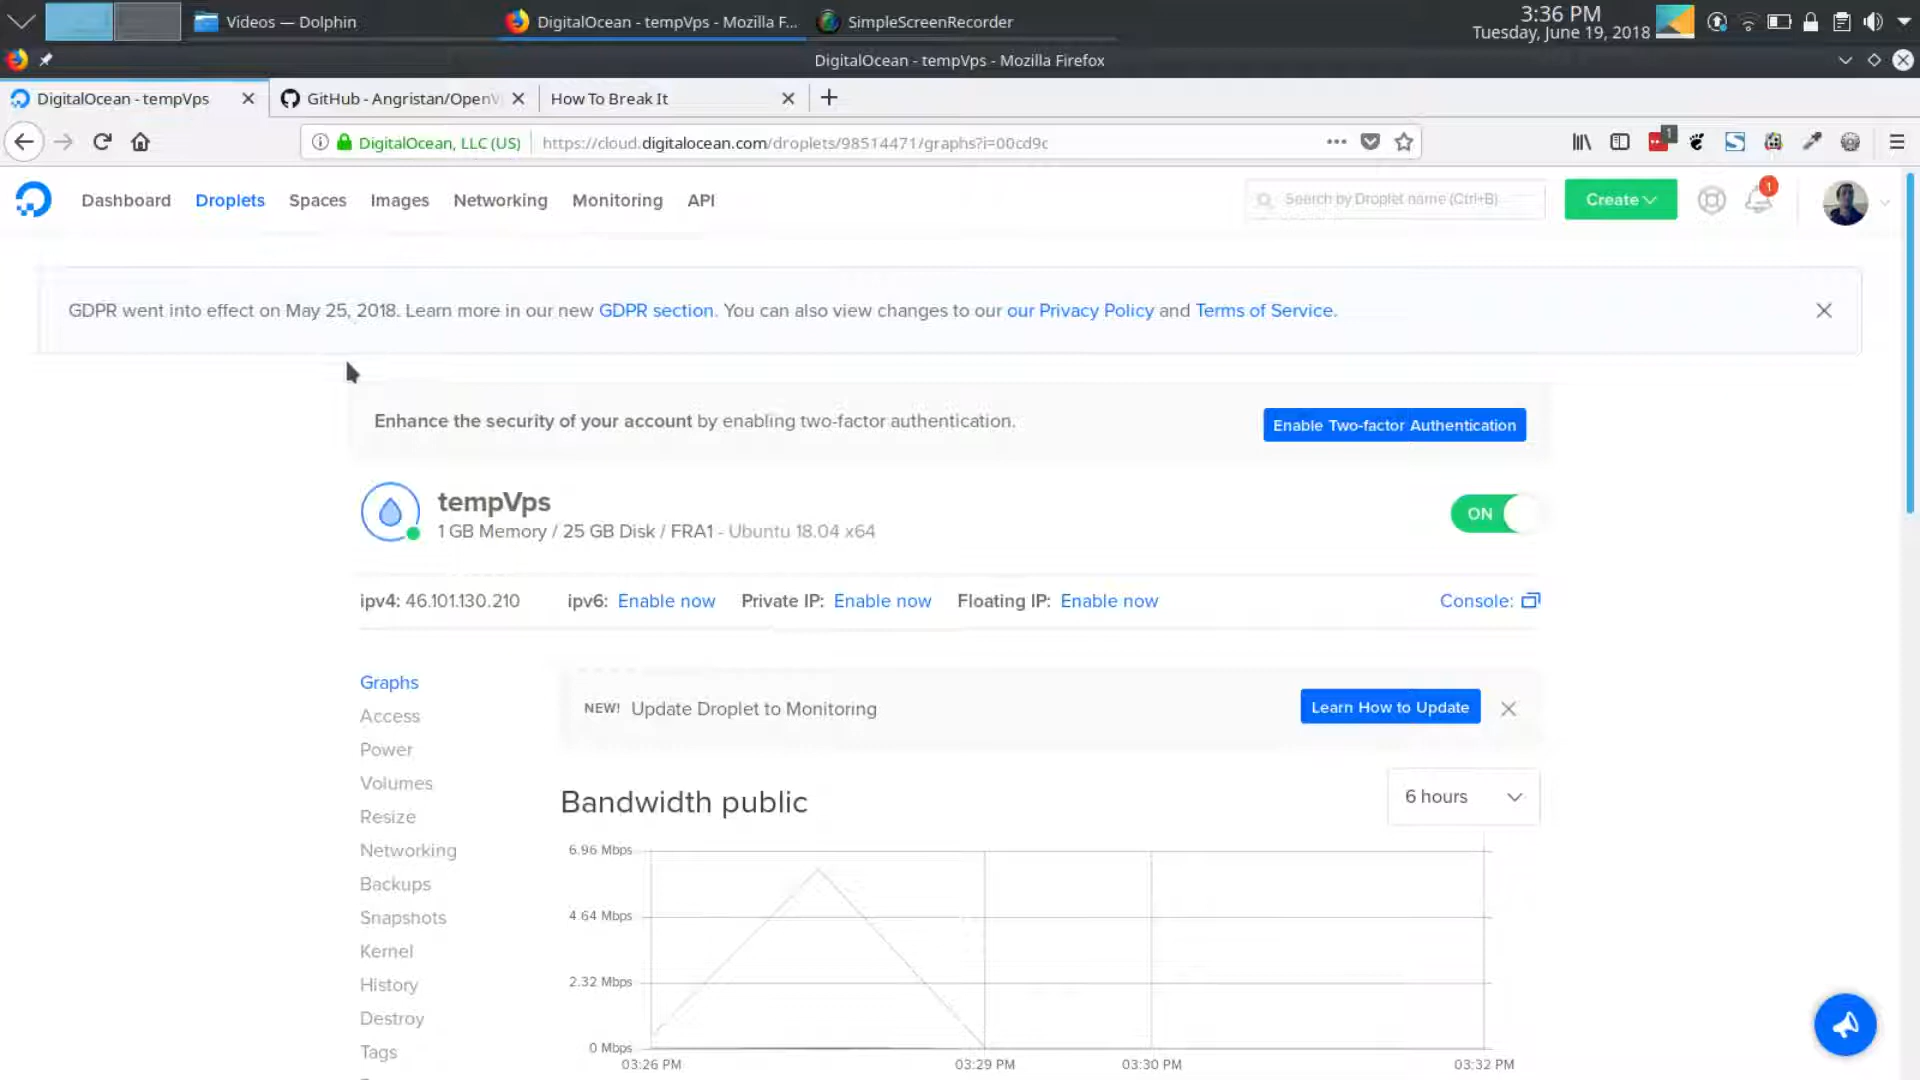 Videos — Dolphin
DigitalOcean - tempVps - Mozilla F...
SimpleScreenRecorder
3:36 PM
Tuesday, June 19, 2018
DigitalOcean - tempVps - Mozilla Firefox
DigitalOcean - tempVps
GitHub - Angristan/OpenV
How To Break It
DigitalOcean, LLC (US)
https://cloud.digitalocean.com/droplets/98514471/graphs?i=00cd9c
1
Dashboard
Droplets
Spaces
Images
Networking
Monitoring
API
Search by Droplet name (Ctrl+B)
Create
1
GDPR went into effect on May 25, 2018. Learn more in our new GDPR section. You can also view changes to our our Privacy Policy and Terms of Service.
Enhance the security of your account by enabling two-factor authentication.
Enable Two-factor Authentication
tempVps
1 GB Memory / 25 GB Disk / FRA1 - Ubuntu 18.04 x64
ON
ipv4: 46.101.130.210
ipv6: Enable now
Private IP: Enable now
Floating IP: Enable now
Console:
Graphs
Access
Power
Volumes
Resize
Networking
Backups
Snapshots
Kernel
History
Destroy
Tags
NEW! Update Droplet to Monitoring
Learn How to Update
Bandwidth public
6 hours
6.96 Mbps
4.64 Mbps
2.32 Mbps
0 Mbps
03:26 PM
03:29 PM
03:30 PM
03:32 PM